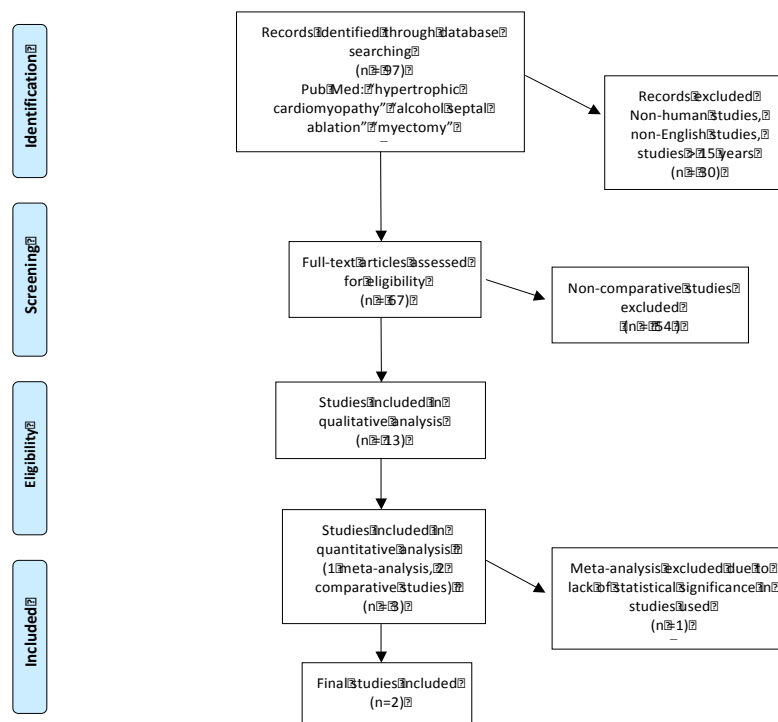 Identification
Records identified through database
searching
(n = 97)
Pub Med: "hypertrophic
cardiomyopathy" "alcohol septal
ablation" "myectomy"
Records excluded
Non-human studies,
non-English studies,
studies > 15 years
(n = 30)
Screening
Full-text articles assessed
for eligibility
(n = 67)
Non-comparative studies
excluded
(n = 54)
Eligibility
Studies included in
qualitative analysis
(n = 13)
Included
Studies included in
quantitative analysis
(1 meta-analysis, 2
comparative studies)
(n = 3)
Meta-analysis excluded due to
lack of statistical significance in
studies used
(n =1)
Final studies included
(n=2)